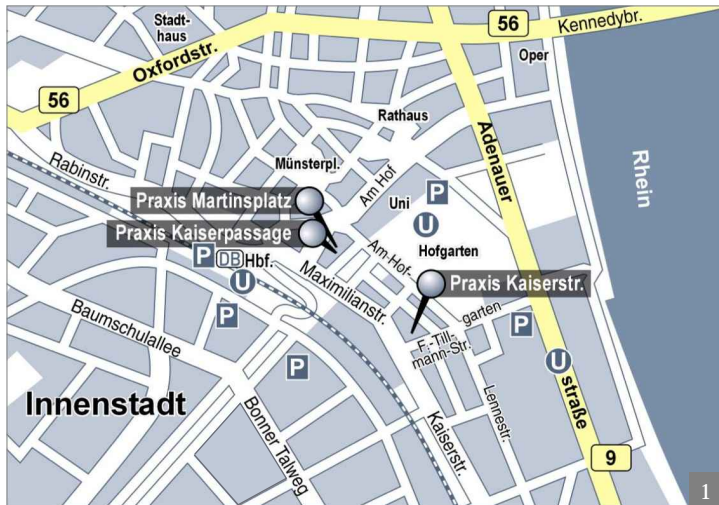 Stadt-
haus
56
Kennedybr.
Oxfordstr.
Oper
56
Rathaus
Adenauer
Rhein
Münsterpl.
Rabinstr.
Am Hof
P
Praxis Martinsplatz
Uni
U
Praxis Kaiserpassage
P
DB
Hbf.
Am-Hof-
Hofgarten
U
Maximilianstr.
Praxis Kaiserstr.
garten
P
Baumschulallee
P
F.-Till-
mann-Str.
P
U
straße
Innenstadt
Lennestr.
Bonner Talweg
Kaiserstr.
9
1